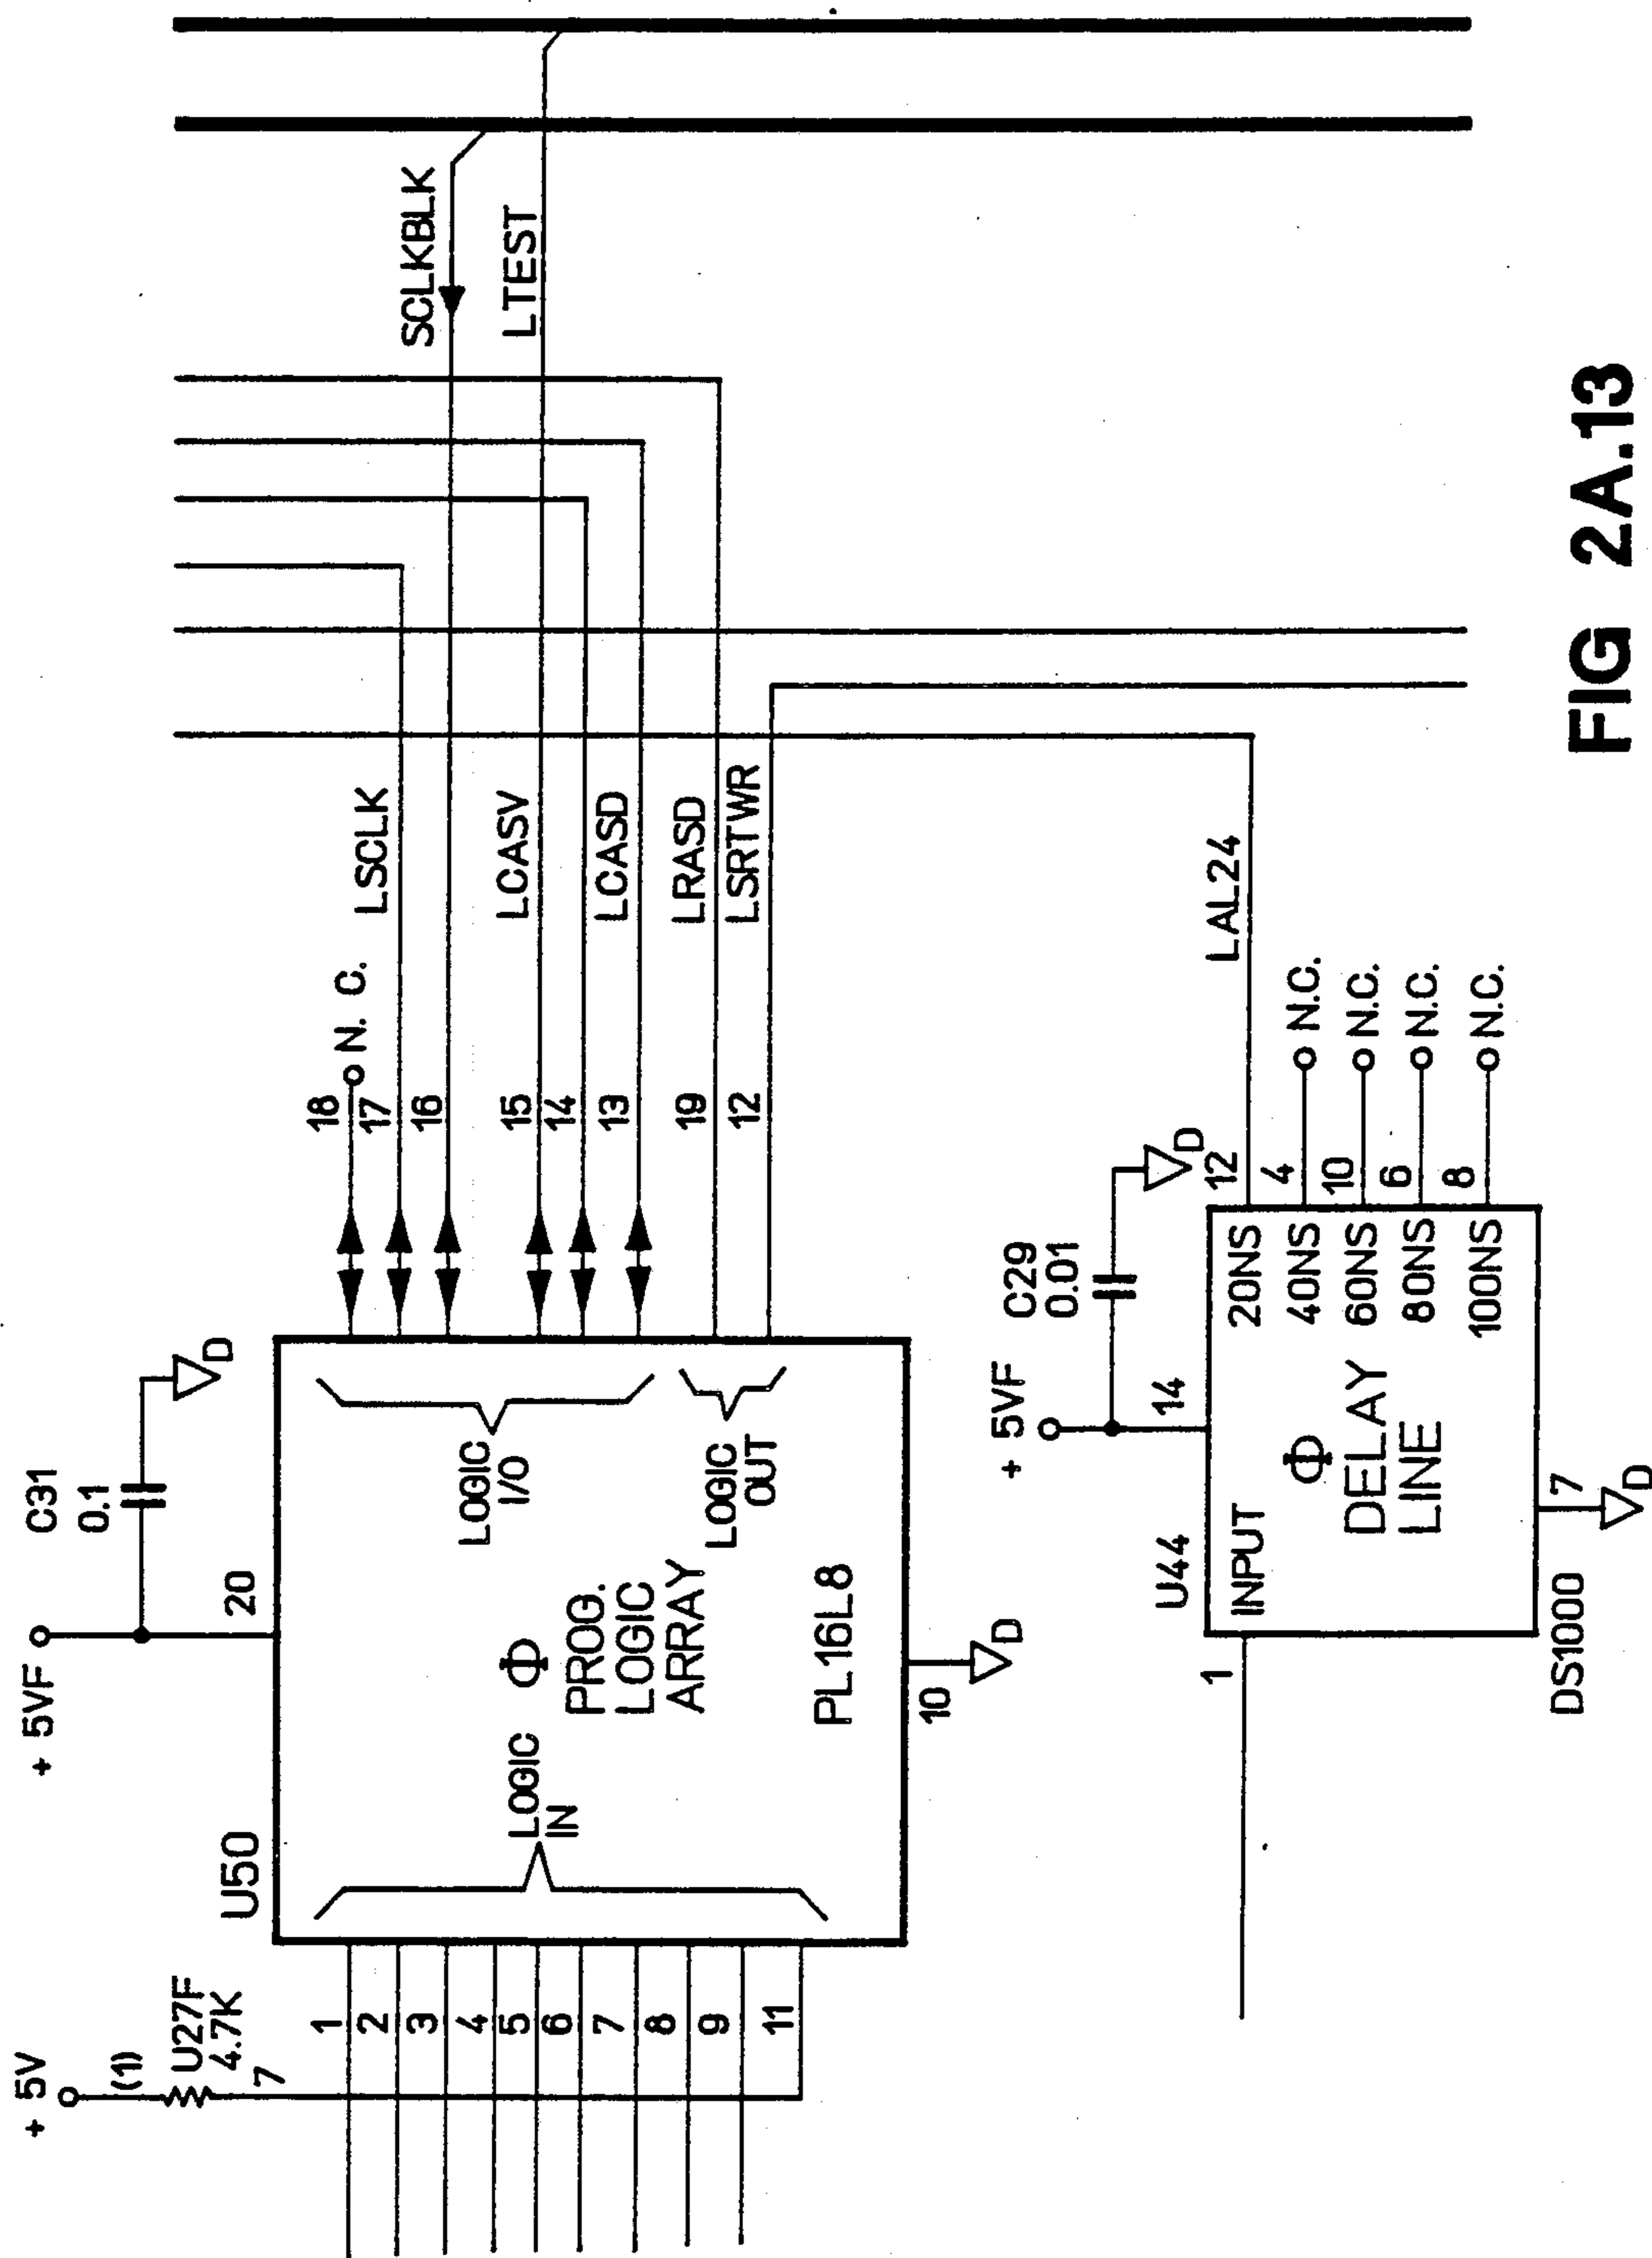 + 5V
(1)
U27F
4.7K
7
+ 5VF
C31
0.1
D
20
U50
1
2
3
4
5
6
7
8
9
11
LOGIC
IN
Φ
PROG.
LOGIC
ARRAY
PL16L8
LOGIC
I/O
LOGIC
OUT
10
D
18
N. C.
17
LSCLK
16
SCLKBLK
15
LCASV
LTEST
14
13
LCASD
19
LRASD
12
LSRTWR
+ 5VF
C29
0.01
D
14
U44
1
INPUT
Φ
DELAY
LINE
20NS
40NS
60NS
80NS
100NS
12
LAL24
4
N.C.
10
N.C.
6
N.C.
8
N.C.
7
D
DS1000
FIG 2A.13